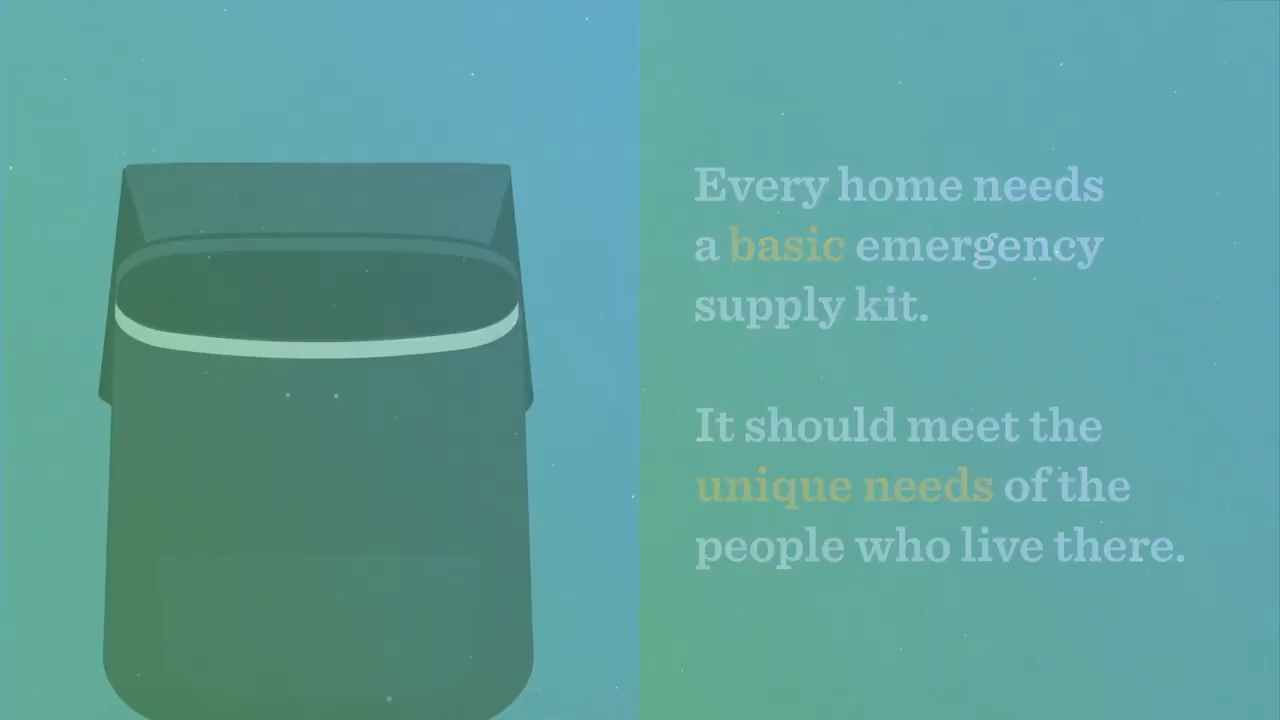 Every home needs
a basic emergency
supply kit.
It should meet the
unique needs of the
people who live there.